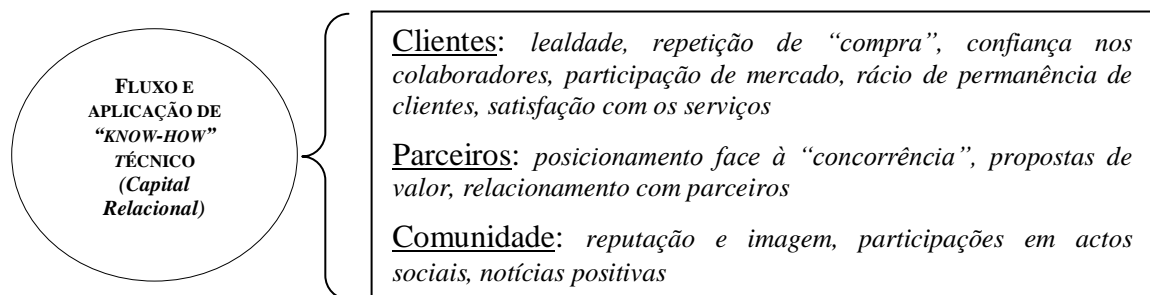 FLUXO E
APLICAÇÃO DE
“KNOW-HOW”
TÉCNICO
(Capital
Relacional)
Clientes: lealdade, repetição de “compra”, confiança nos
colaboradores, participação de mercado, rácio de permanência de
clientes, satisfação com os serviços
Parceiros: posicionamento face à “concorrência”, propostas de
valor, relacionamento com parceiros
Comunidade: reputação e imagem, participações em actos
sociais, notícias positivas